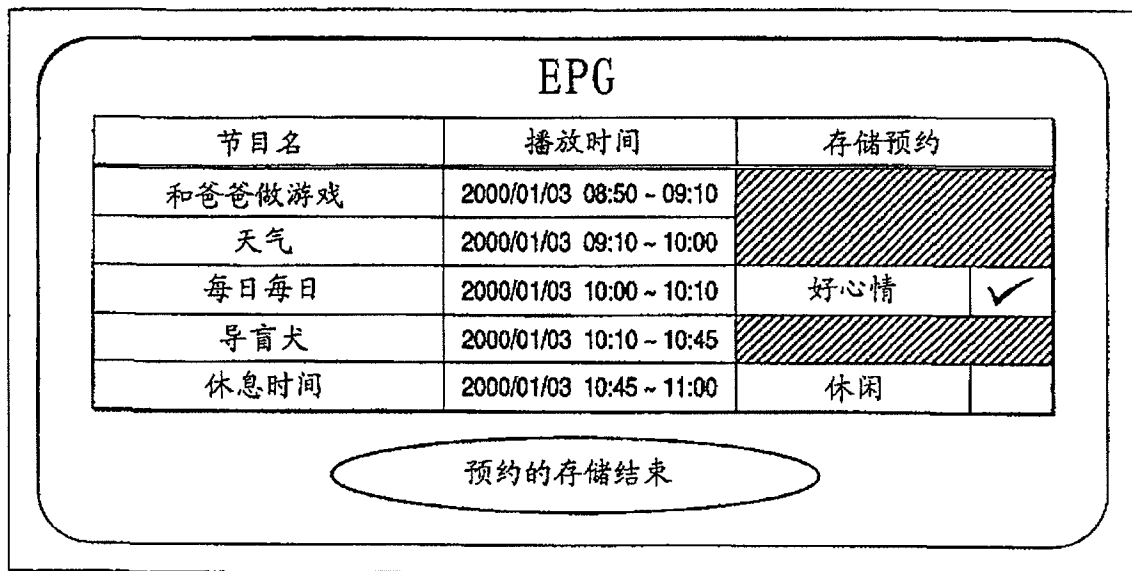 EPG
节目名 播放时间 存储预约
和爸爸做游戏 2000/01/03 08:50 ~ 09:10
天气 2000/01/03 09:10 ~ 10:00
每日每日 2000/01/03 10:00 ~ 10:10 好心情 ✓
导盲犬 2000/01/03 10:10 ~ 10:45
休息时间 2000/01/03 10:45 ~ 11:00 休闲
预约的存储结束